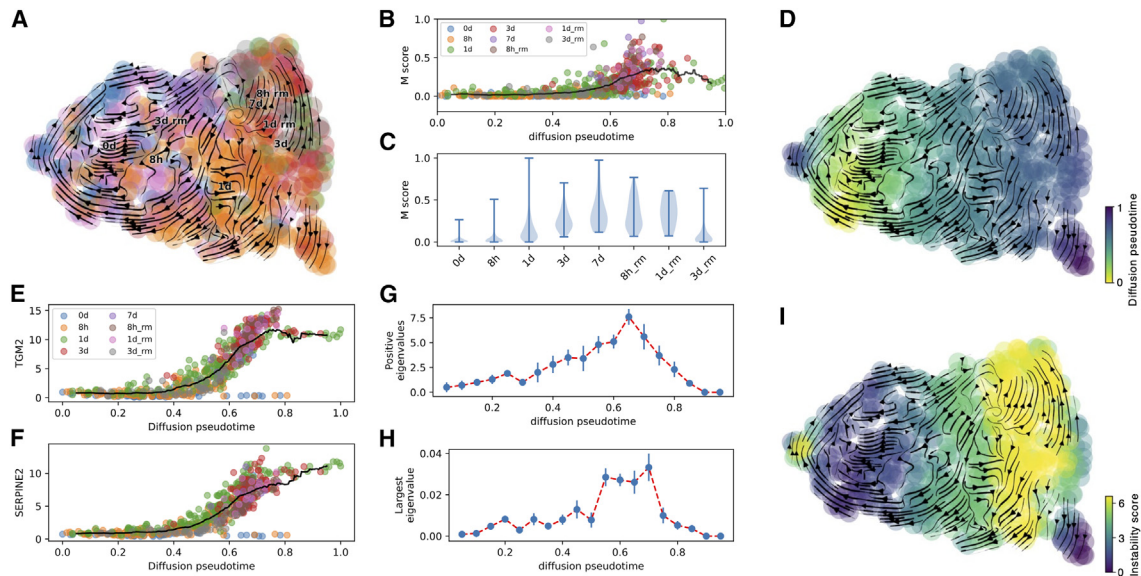 A
8h rm
7d
3d rm
1d rm
0d
3d
8h
1d
B
0d
3d
1d_rm
8h
7d
3d_rm
1d
8h_rm
M score
1.0
0.5
0.0
0.0
0.2
0.4
0.6
0.8
1.0
diffusion pseudotime
C
M score
1.0
0.5
0.0
0d
8h
1d
3d
7d
8h_rm
1d_rm
3d_rm
D
1
0
Diffusion pseudotime
E
0d
7d
8h
8h_rm
1d
1d_rm
3d
3d_rm
TGM2
15
10
5
0
0.0
0.2
0.4
0.6
0.8
1.0
Diffusion pseudotime
F
SERPINE2
10
5
0
0.0
0.2
0.4
0.6
0.8
1.0
Diffusion pseudotime
G
Positive
eigenvalues
7.5
5.0
2.5
0.0
0.2
0.4
0.6
0.8
diffusion pseudotime
H
Largest
eigenvalue
0.04
0.02
0.00
0.2
0.4
0.6
0.8
diffusion pseudotime
I
6
3
0
Instability score